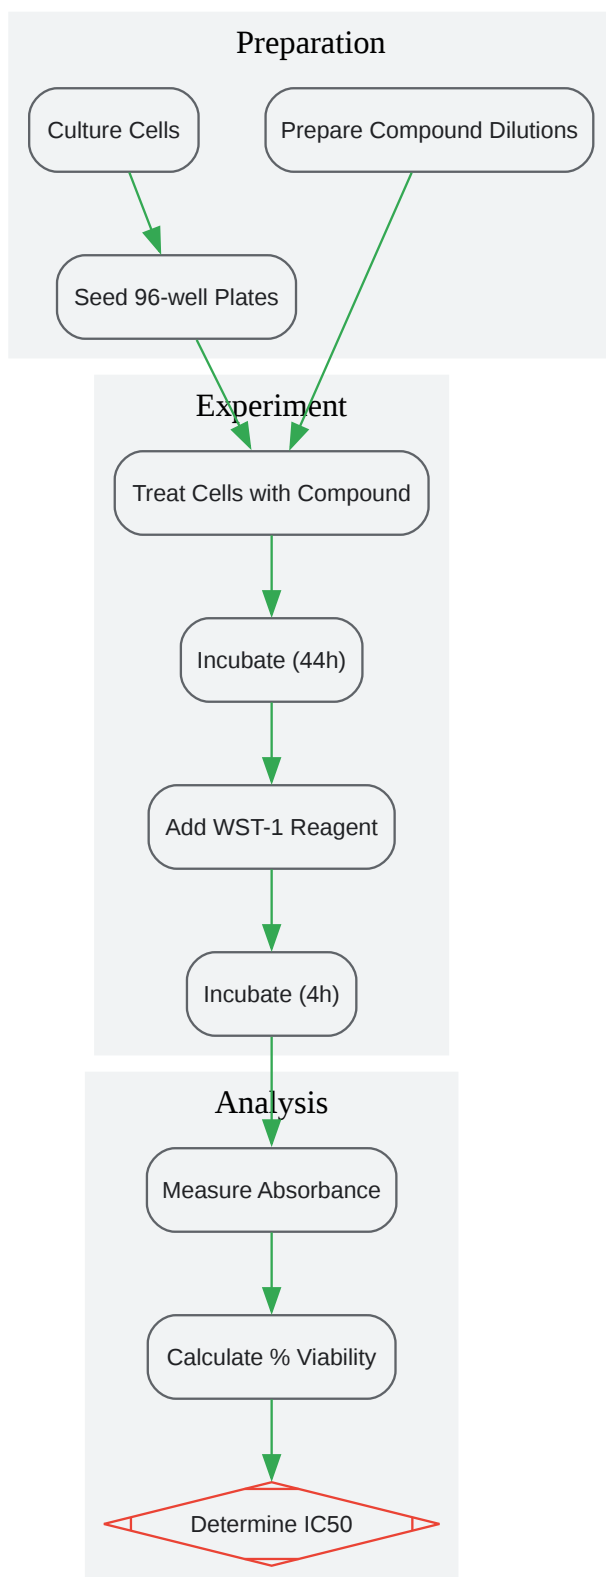 Preparation
Culture Cells
Prepare Compound Dilutions
Seed 96-well Plates
Experiment
Treat Cells with Compound
Incubate (44h)
Add WST-1 Reagent
Incubate (4h)
Analysis
Measure Absorbance
Calculate % Viability
Determine IC50